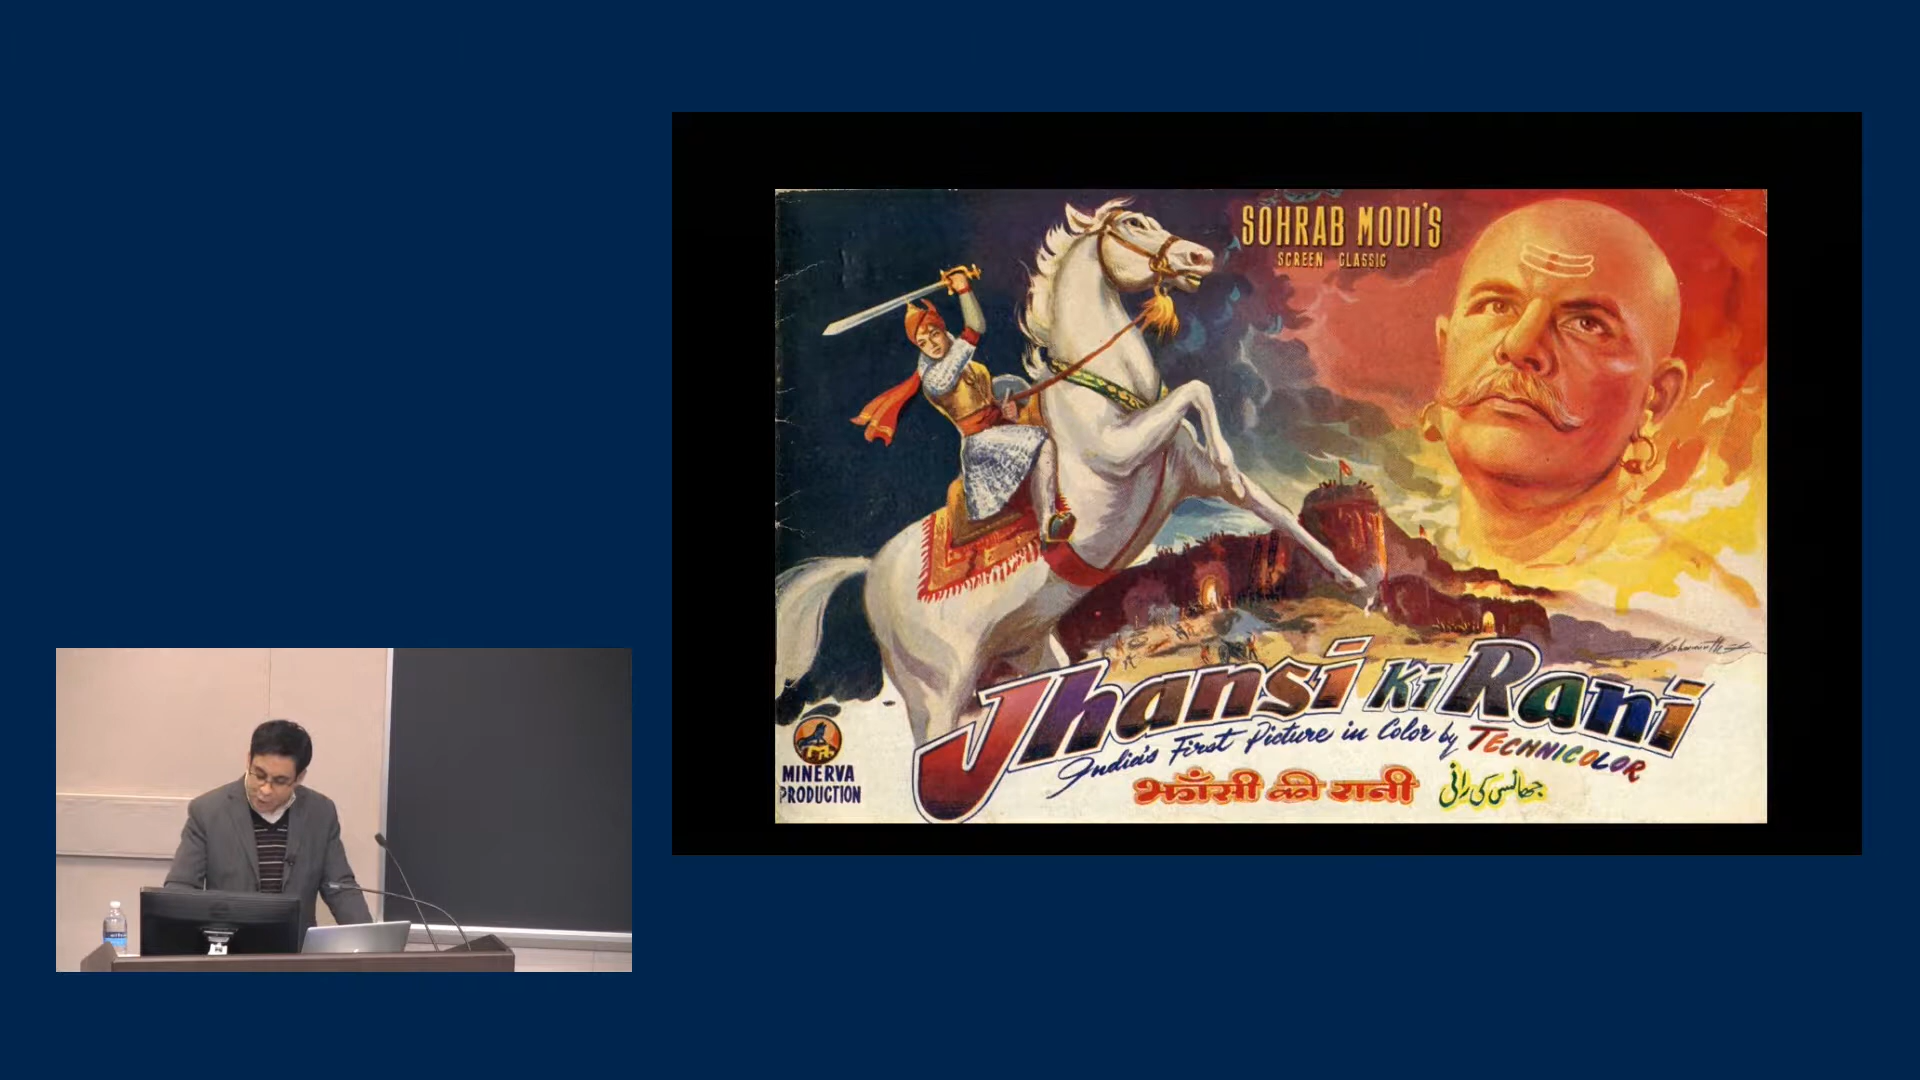 SOHRAB MODI'S
SCREEN CLASSIC
Jhansi Ki Rani
India's First Picture in Color by TECHNICOLOR
झाँसी की रानी
جھانسی کی رانی
MINERVA
PRODUCTION